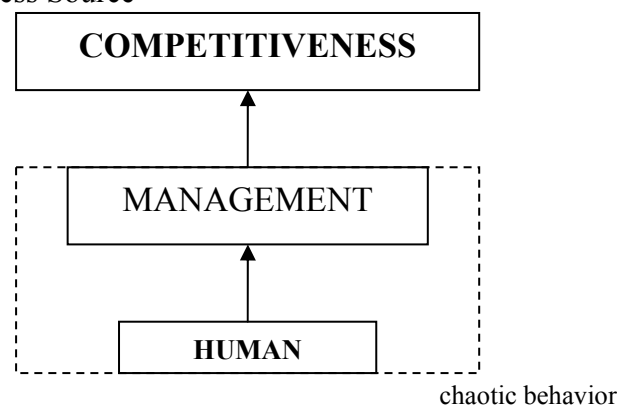 ess Source
COMPETITIVENESS
MANAGEMENT
HUMAN
chaotic behavior